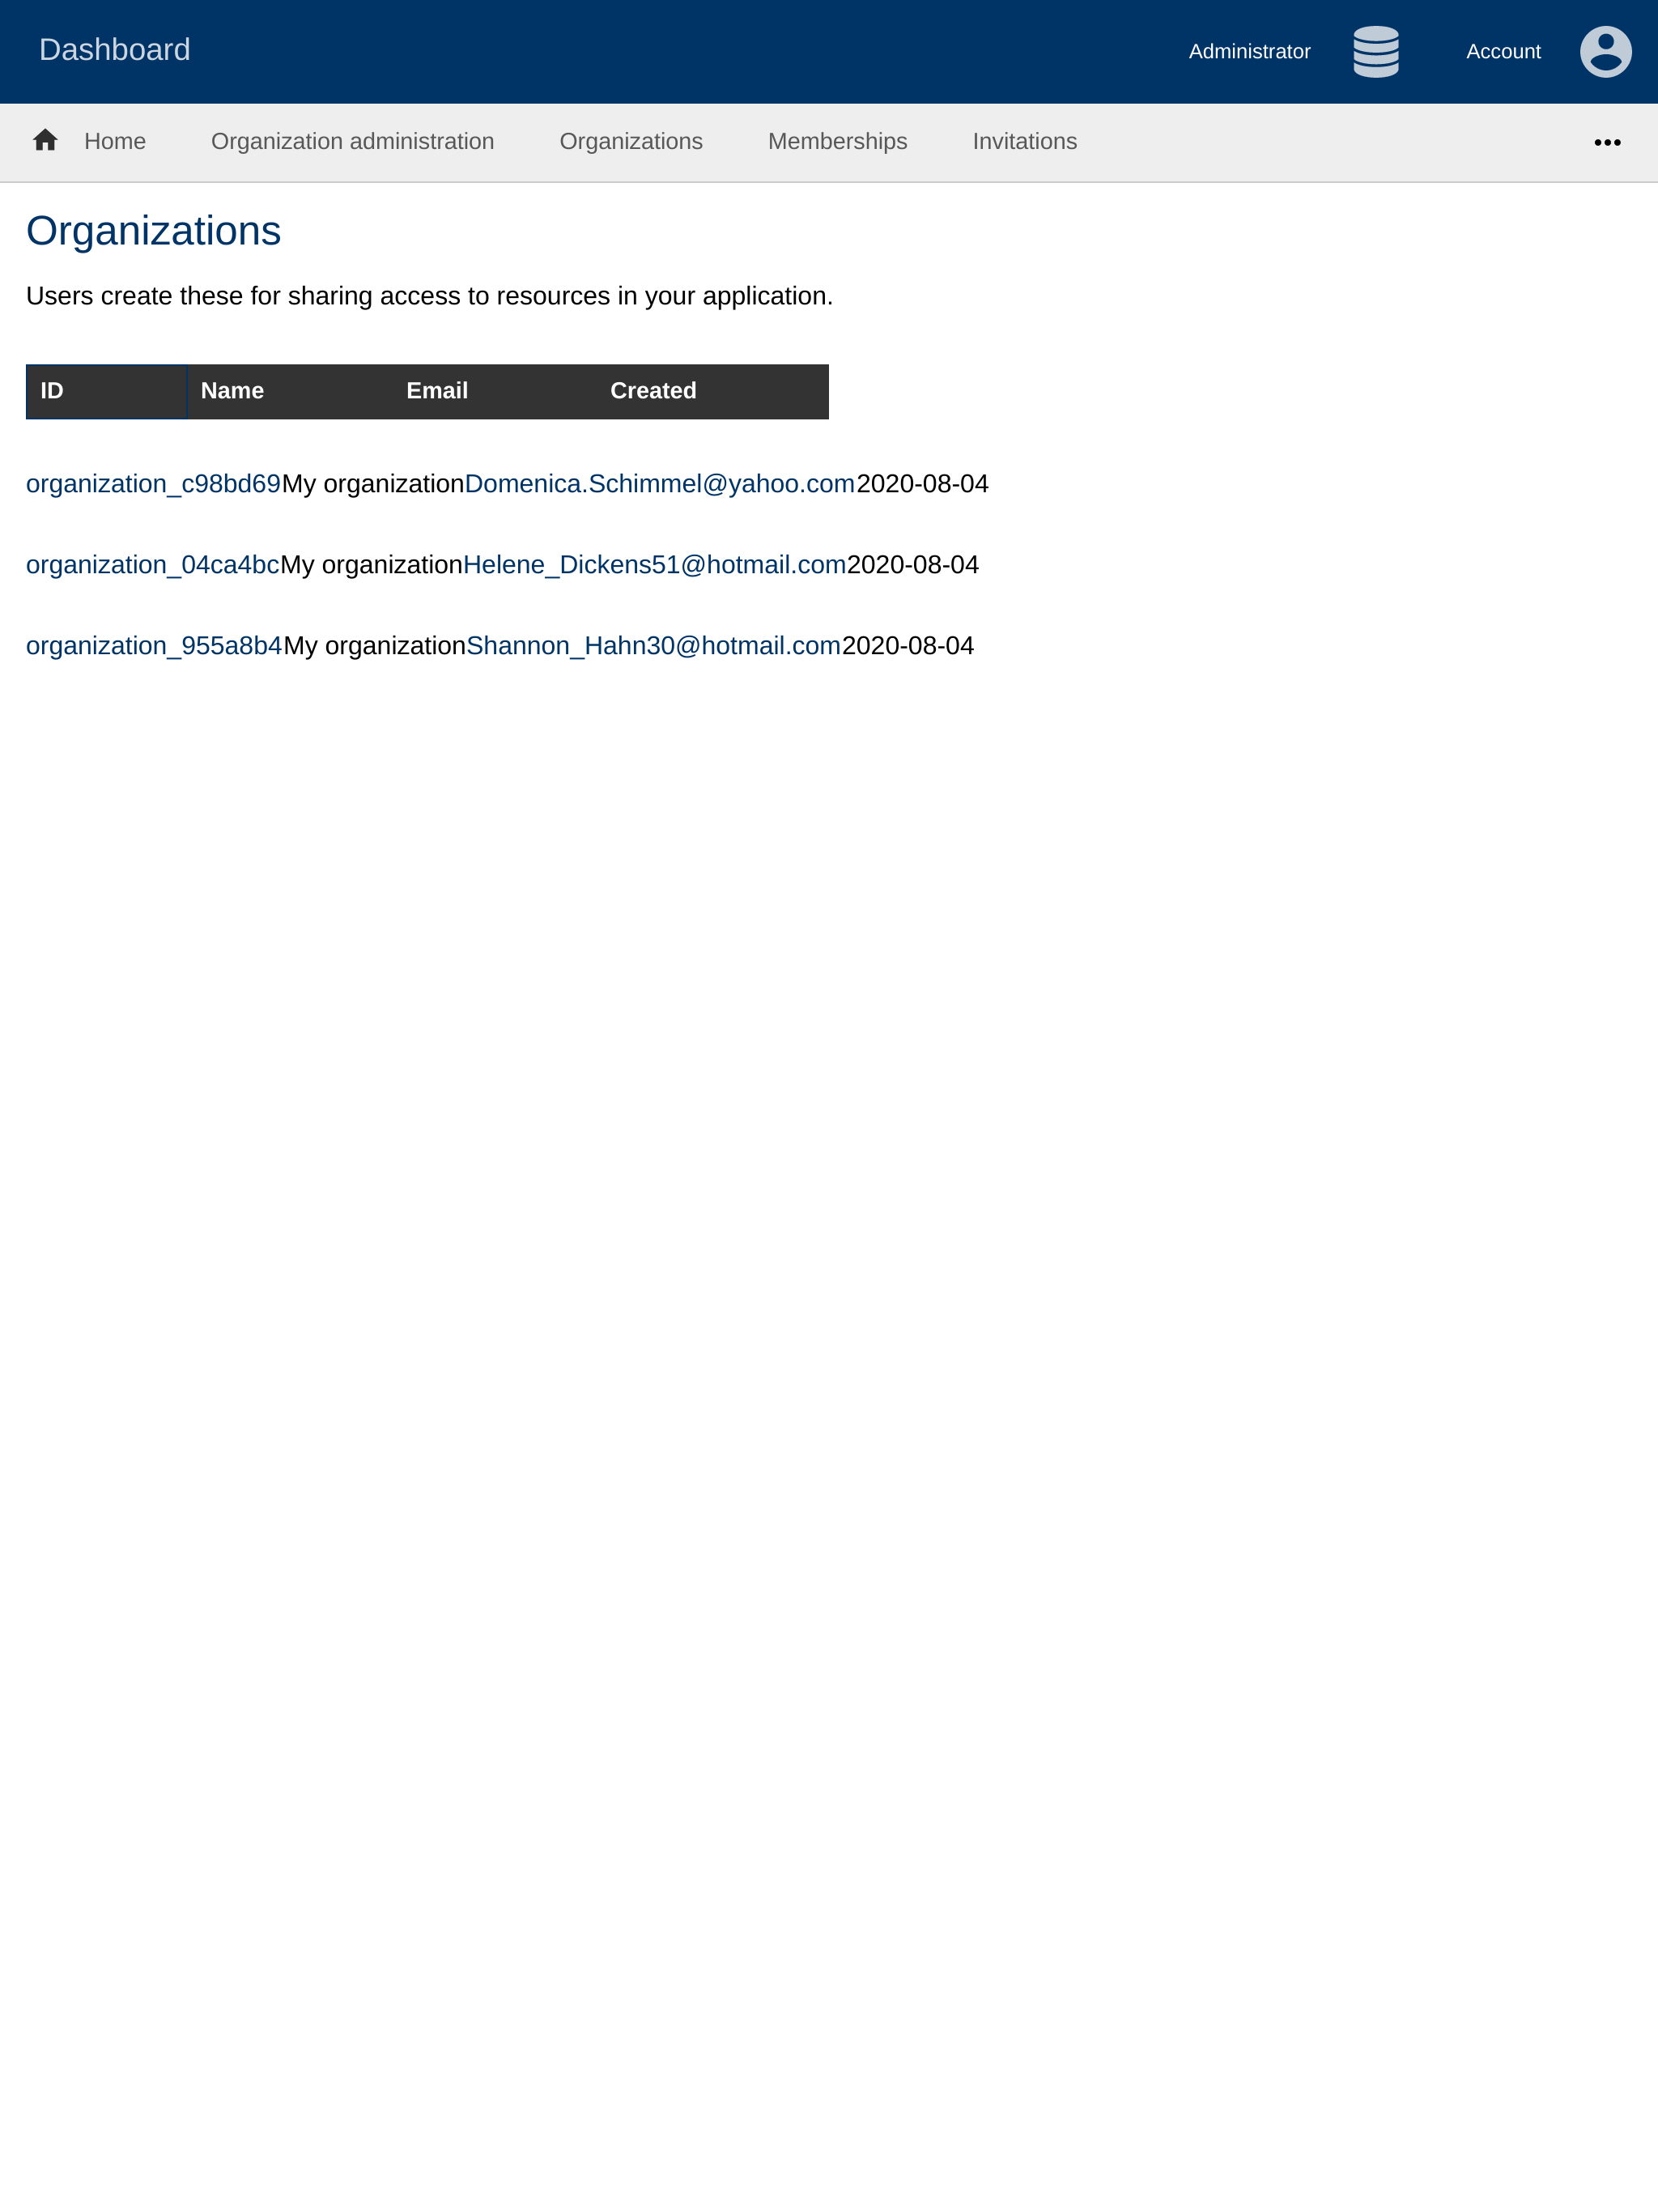 Dashboard Administrator Account
Home Organization administration Organizations Memberships Invitations
Organizations
Users create these for sharing access to resources in your application.
ID Name Email Created
organization_c98bd69My organizationDomenica.Schimmel@yahoo.com2020-08-04
organization_04ca4bcMy organizationHelene_Dickens51@hotmail.com2020-08-04
organization_955a8b4My organizationShannon_Hahn30@hotmail.com2020-08-04